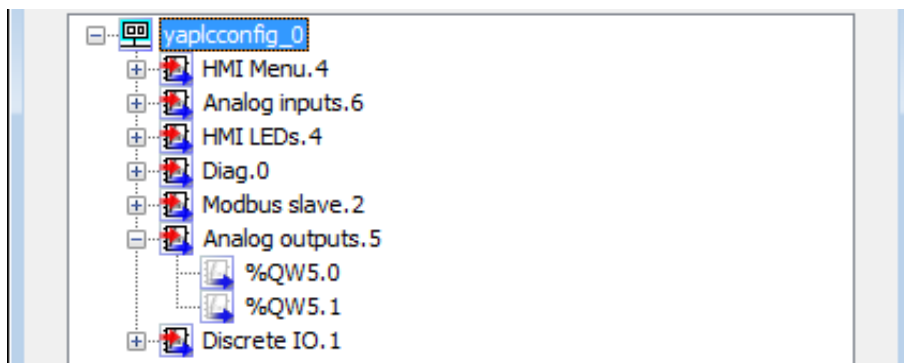 yaplcconfig_0
HMI Menu.4
Analog inputs.6
HMI LEDs.4
Diag.0
Modbus slave.2
Analog outputs.5
%QW5.0
%QW5.1
Discrete IO.1